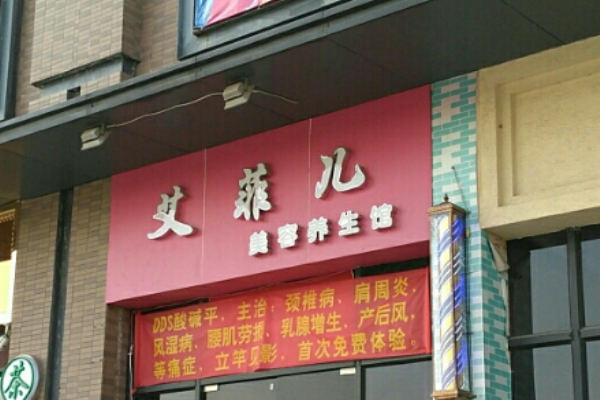 艾菲儿
美容养生馆
DDS酸碱平，主治：颈椎病、肩周炎、
风湿病、腰肌劳损、乳腺增生、产后风，
等痛症，立竿见影，首次免费体验。
茶